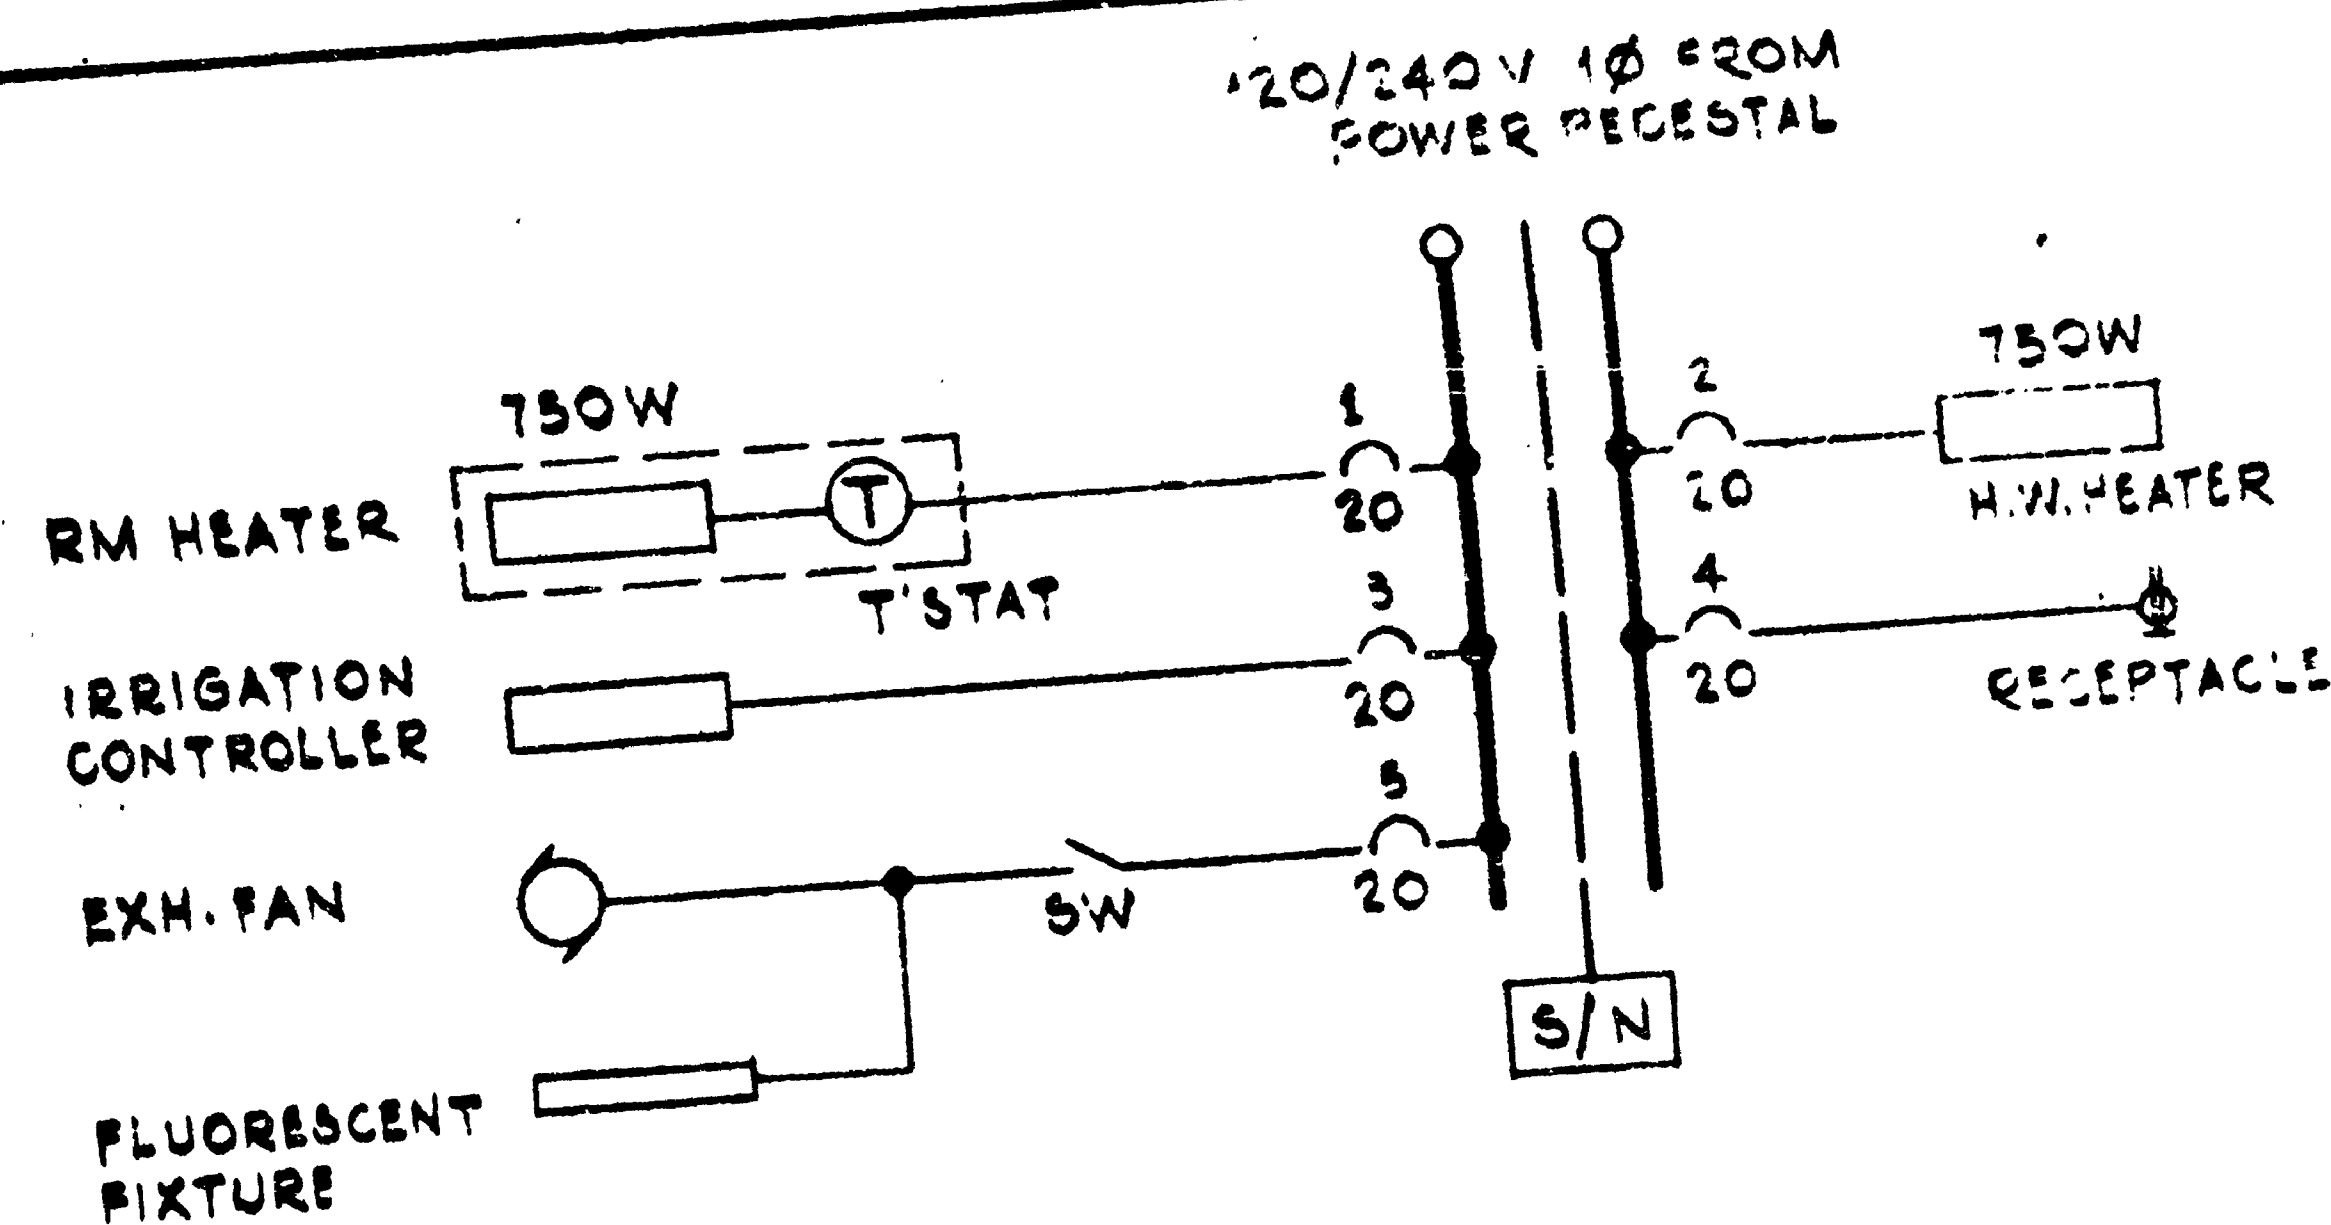 120/240V 1Ø FROM
POWER PEDESTAL
750W
1
20
2
20
750W
H.W. HEATER
RM HEATER
T
T'STAT
3
20
4
20
RECEPTACLE
IRRIGATION
CONTROLLER
5
20
SW
EXH. FAN
S/N
FLUORESCENT
FIXTURE